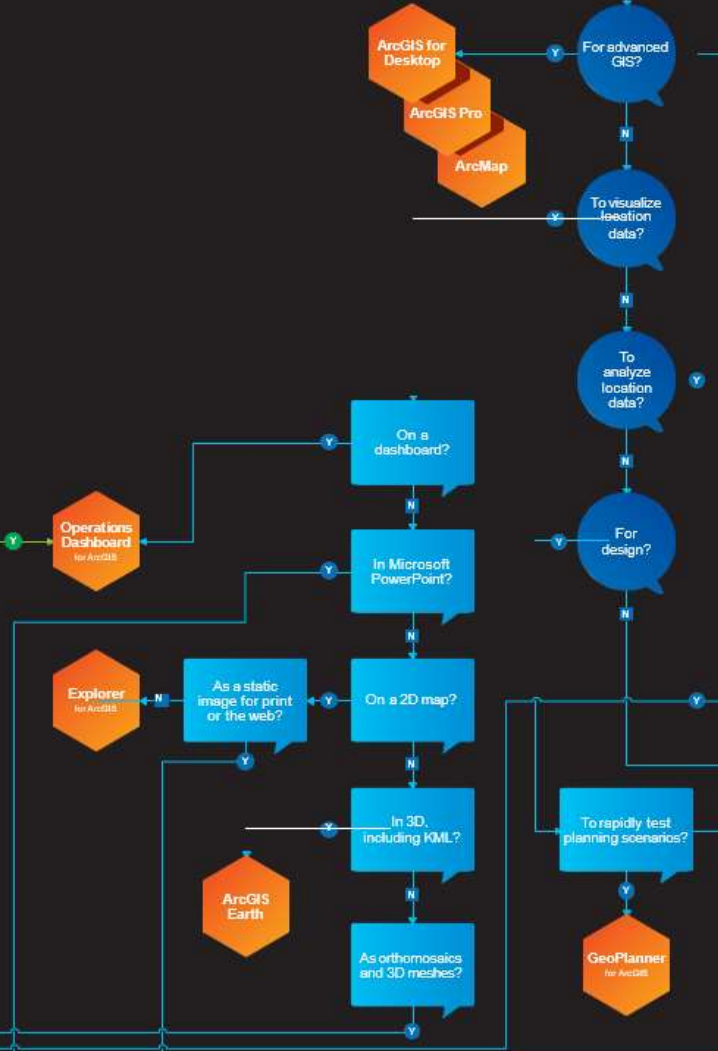 ArcGIS for
Desktop
ArcGIS Pro
ArcMap
Y
For advanced
GIS?
N
Y
To visualize
location
data?
N
To
analyze
location
data?
Y
N
Y
On a
dashboard?
N
Y
Operations
Dashboard
for ArcGIS
Y
For
design?
N
Y
In Microsoft
PowerPoint?
N
Explorer
for ArcGIS
N
As a static
image for print
or the web?
Y
Y
On a 2D map?
N
Y
Y
In 3D,
including KML?
N
To rapidly test
planning scenarios?
Y
ArcGIS
Earth
As orthomosaics
and 3D meshes?
Y
GeoPlanner
for ArcGIS